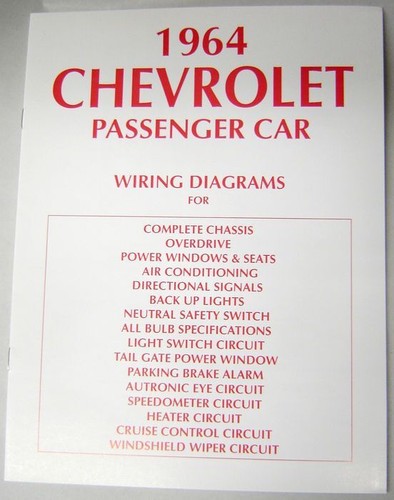 1964
CHEVROLET
PASSENGER CAR
WIRING DIAGRAMS
FOR
COMPLETE CHASSIS
OVERDRIVE
POWER WINDOWS & SEATS
AIR CONDITIONING
DIRECTIONAL SIGNALS
BACK UP LIGHTS
NEUTRAL SAFETY SWITCH
ALL BULB SPECIFICATIONS
LIGHT SWITCH CIRCUIT
TAIL GATE POWER WINDOW
PARKING BRAKE ALARM
AUTRONIC EYE CIRCUIT
SPEEDOMETER CIRCUIT
HEATER CIRCUIT
CRUISE CONTROL CIRCUIT
WINDSHIELD WIPER CIRCUIT